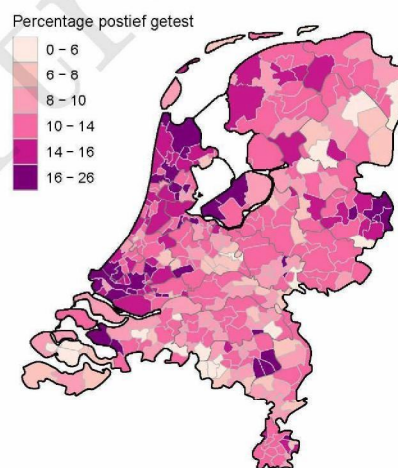 Percentage postief getest
0 – 6
6 – 8
8 – 10
10 – 14
14 – 16
16 – 26